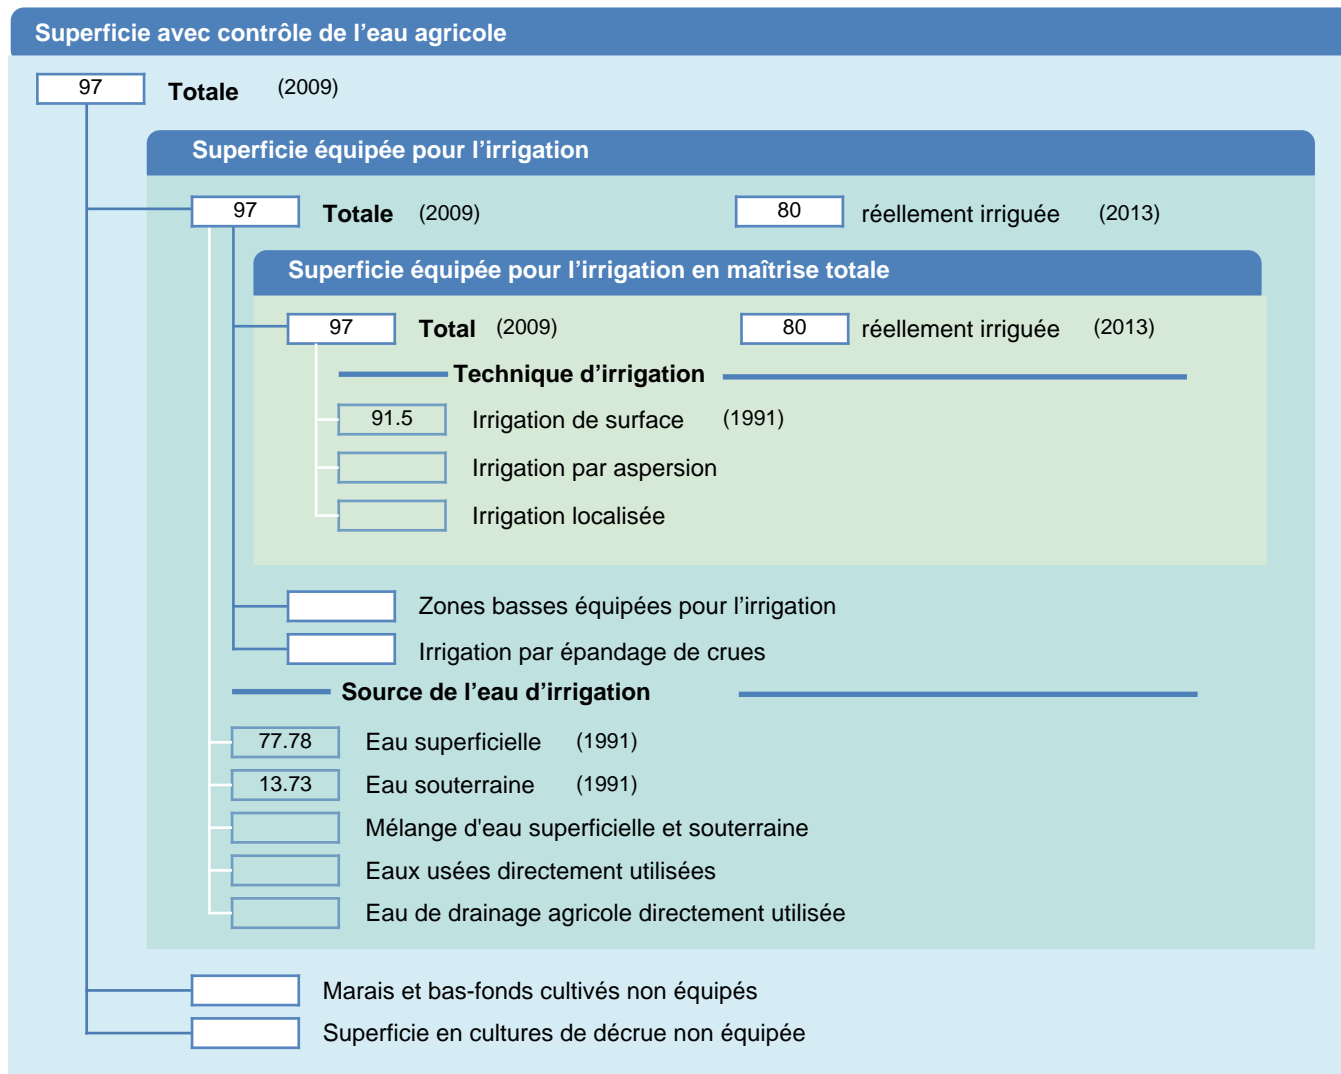 Superficie avec contrôle de l'eau agricole
97 Totale (2009)
Superficie équipée pour l'irrigation
97 Totale (2009) 80 réellement irriguée (2013)
Superficie équipée pour l'irrigation en maîtrise totale
97 Total (2009) 80 réellement irriguée (2013)
Technique d'irrigation
91.5 Irrigation de surface (1991)
Irrigation par aspersion
Irrigation localisée
Zones basses équipées pour l'irrigation
Irrigation par épandage de crues
Source de l'eau d'irrigation
77.78 Eau superficielle (1991)
13.73 Eau souterraine (1991)
Mélange d'eau superficielle et souterraine
Eaux usées directement utilisées
Eau de drainage agricole directement utilisée
Marais et bas-fonds cultivés non équipés
Superficie en cultures de décrue non équipée